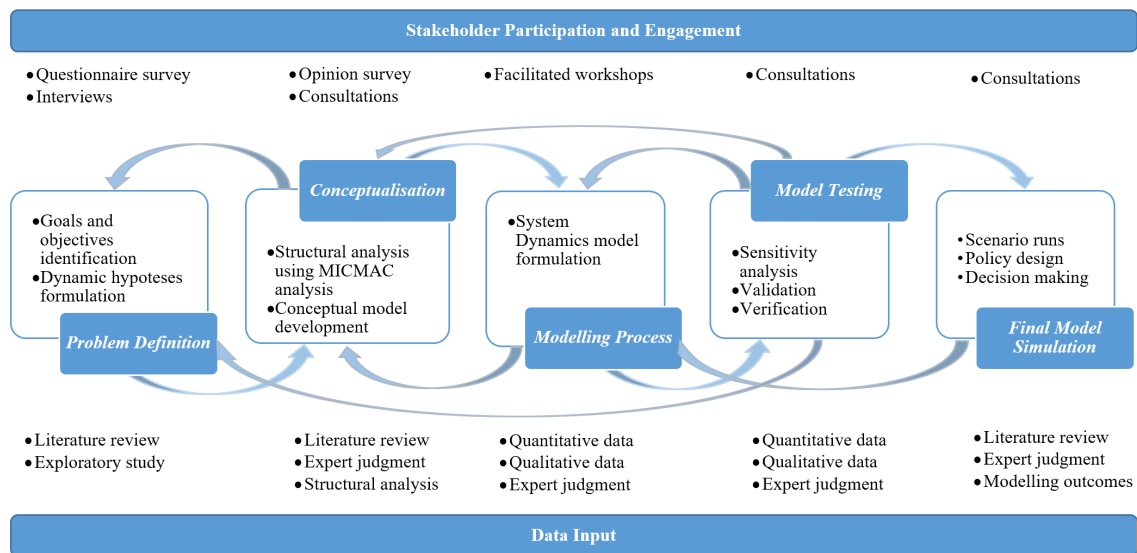 Stakeholder Participation and Engagement
●Questionnaire survey
●Interviews
●Opinion survey
●Consultations
●Facilitated workshops
●Consultations
●Consultations
Conceptualisation
Model Testing
●Goals and
objectives
identification
●Dynamic hypoteses
formulation
●Structural analysis
using MICMAC
analysis
●Conceptual model
development
●System
Dynamics model
formulation
●Sensitivity
analysis
●Validation
●Verification
•Scenario runs
•Policy design
•Decision making
Problem Definition
Modelling Process
Final Model
Simulation
●Literature review
●Exploratory study
●Literature review
●Expert judgment
●Structural analysis
●Quantitative data
●Qualitative data
●Expert judgment
●Quantitative data
●Qualitative data
●Expert judgment
●Literature review
●Expert judgment
●Modelling outcomes
Data Input